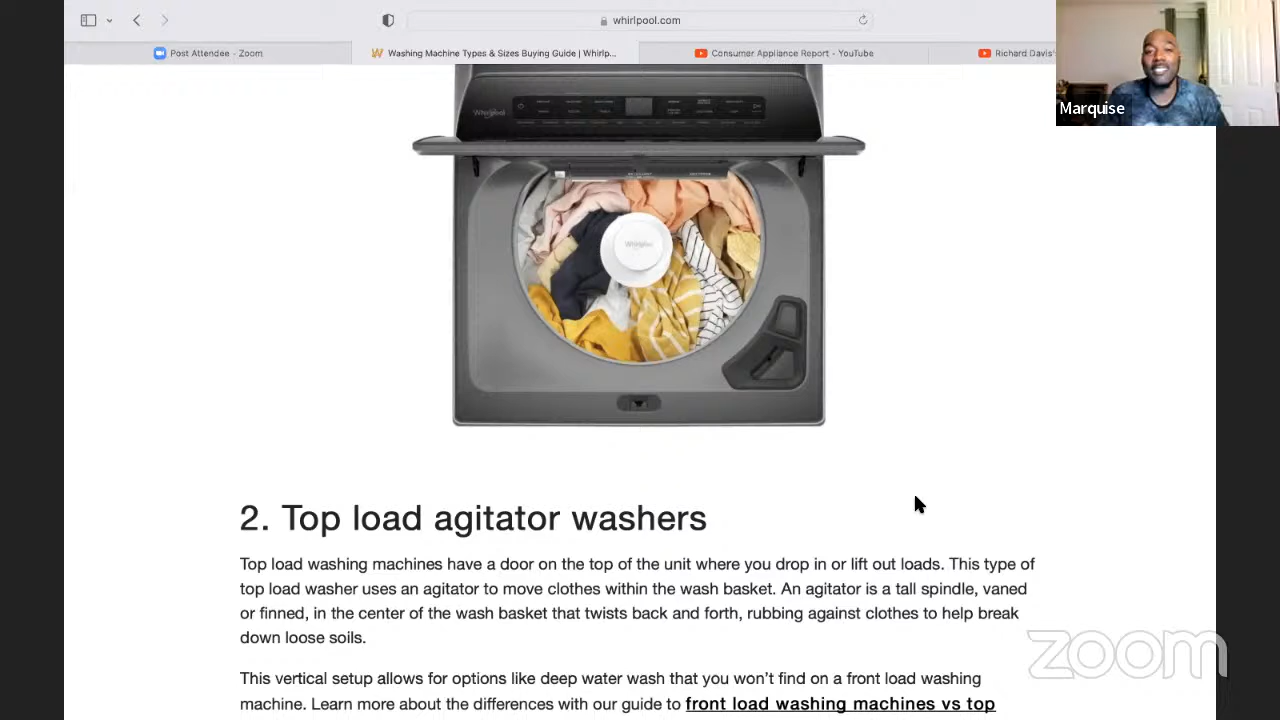 whirlpool.com
Post Attendee - Zoom
Washing Machine Types & Sizes Buying Guide | Whirlp...
Consumer Appliance Report - YouTube
Richard Davis'
Marquise
Whirlpool
Whirlpool
2. Top load agitator washers
Top load washing machines have a door on the top of the unit where you drop in or lift out loads. This type of
top load washer uses an agitator to move clothes within the wash basket. An agitator is a tall spindle, vaned
or finned, in the center of the wash basket that twists back and forth, rubbing against clothes to help break
down loose soils.
This vertical setup allows for options like deep water wash that you won't find on a front load washing
machine. Learn more about the differences with our guide to front load washing machines vs top
zoom